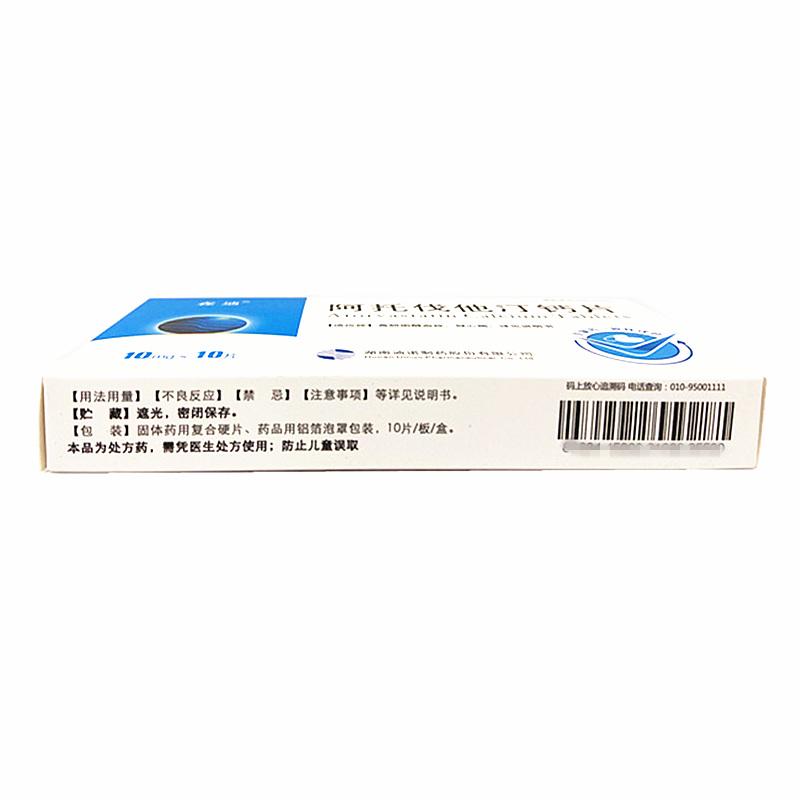 阿托伐他汀钙片
Atorvastatin Calcium Tablets
10mg×10片
湖南迪诺制药股份有限公司
【用法用量】【不良反应】【禁 忌】【注意事项】等详见说明书。
【贮 藏】遮光，密闭保存。
【包 装】固体药用复合硬片、药品用铝箔泡罩包装，10片/板/盒。
本品为处方药，需凭医生处方使用；防止儿童误取
码上放心追溯码 电话查询：010-95001111